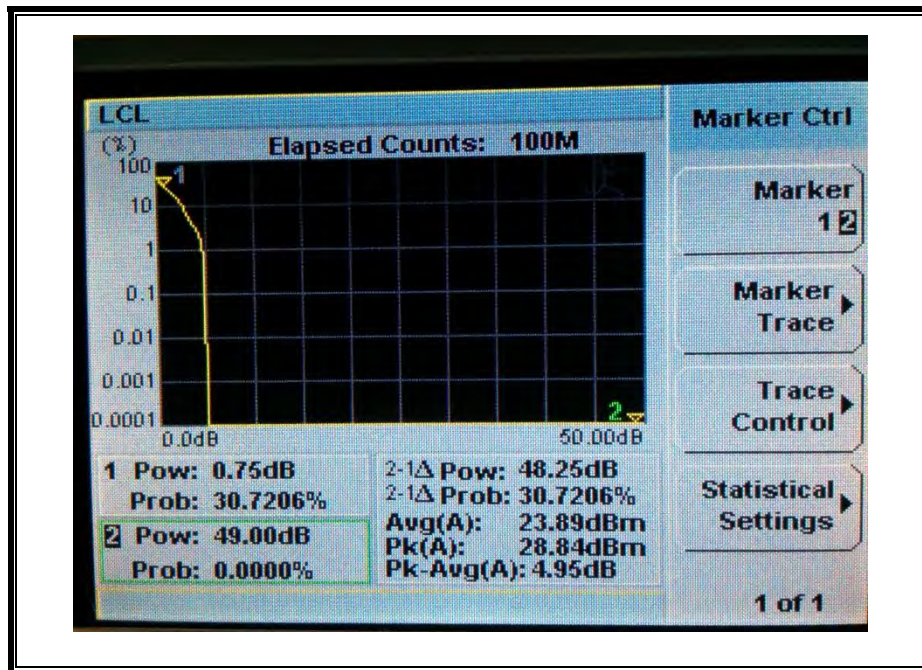 LCL
(%)
Elapsed Counts: 100M
100
10
1
0.1
0.01
0.001
0.0001
1
2
0.0dB
50.00dB
1 Pow: 0.75dB
Prob: 30.7206%
2 Pow: 49.00dB
Prob: 0.0000%
2-1Δ Pow: 48.25dB
2-1Δ Prob: 30.7206%
Avg(A): 23.89dBm
Pk(A): 28.84dBm
Pk-Avg(A): 4.95dB
Marker Ctrl
Marker
1 2
Marker
Trace
Trace
Control
Statistical
Settings
1 of 1